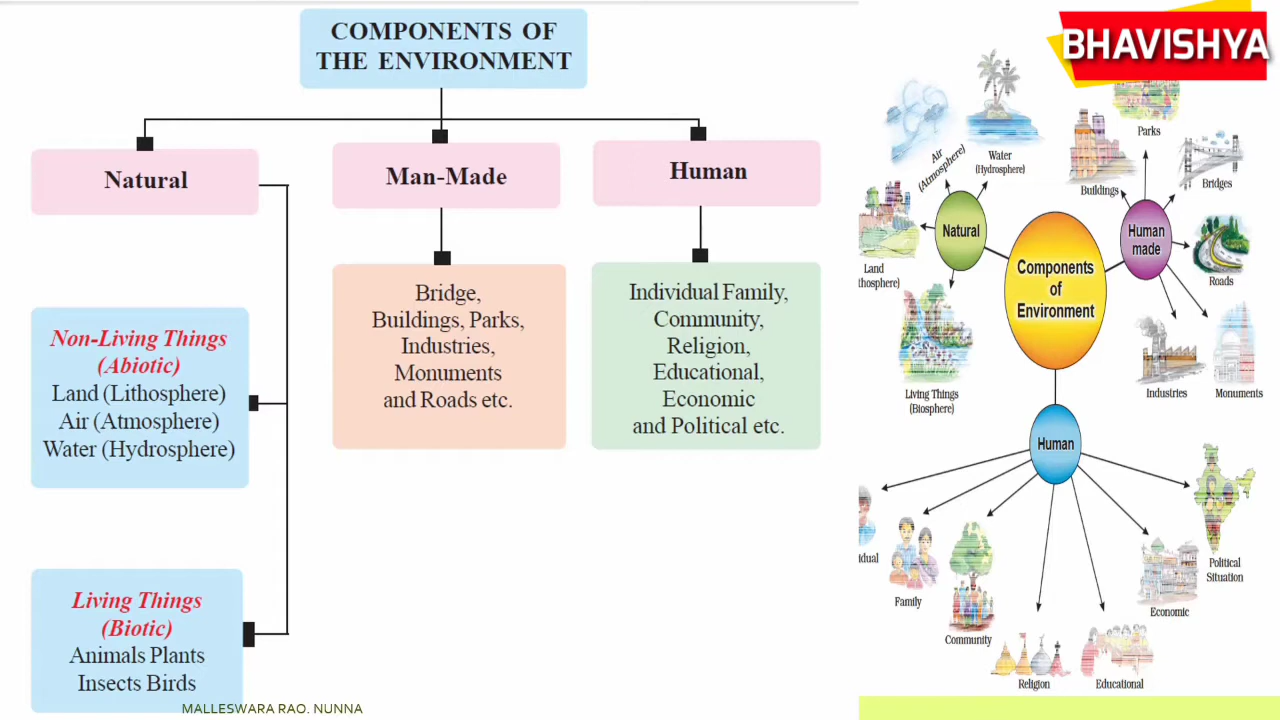 COMPONENTS OF
THE ENVIRONMENT
Natural
Man-Made
Human
Non-Living Things
(Abiotic)
Land (Lithosphere)
Air (Atmosphere)
Water (Hydrosphere)
Living Things
(Biotic)
Animals Plants
Insects Birds
Bridge,
Buildings, Parks,
Industries,
Monuments
and Roads etc.
Individual Family,
Community,
Religion,
Educational,
Economic
and Political etc.
MALLESWARA RAO. NUNNA
BHAVISHYA
Air
(Atmosphere)
Water
(Hydrosphere)
Natural
Land
thosphere)
Living Things
(Biosphere)
Components
of
Environment
Parks
Buildings
Bridges
Human
made
Roads
Industries
Monuments
Human
idual
Family
Community
Religion
Educational
Economic
Political
Situation